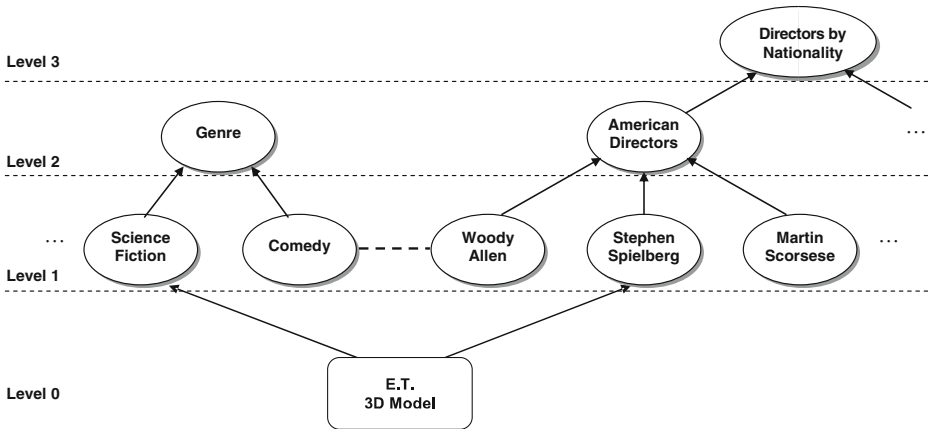 Directors by
Nationality
Level 3
Genre
American
Directors
...
Level 2
...
Science
Fiction
Comedy
Woody
Allen
Stephen
Spielberg
Martin
Scorsese
...
Level 1
E.T.
3D Model
Level 0